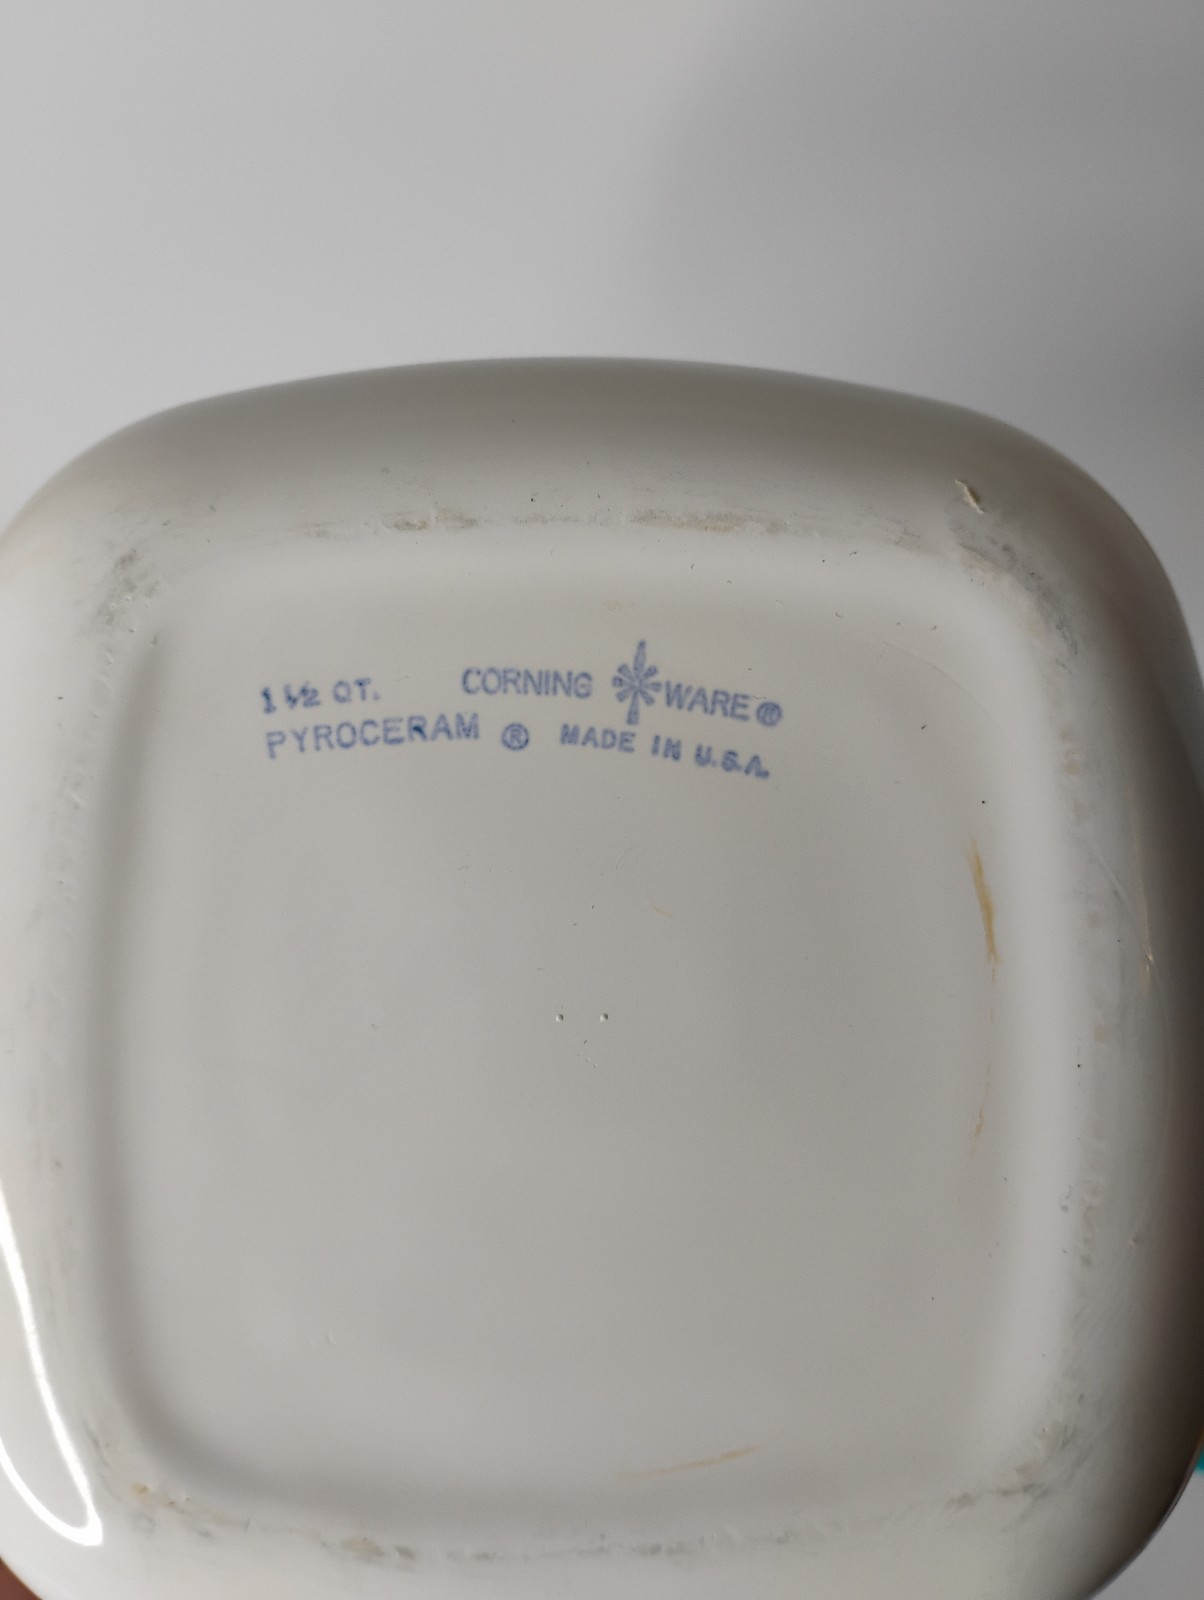 1 1/2 QT. CORNING WARE®
PYROCERAM ® MADE IN U.S.A.